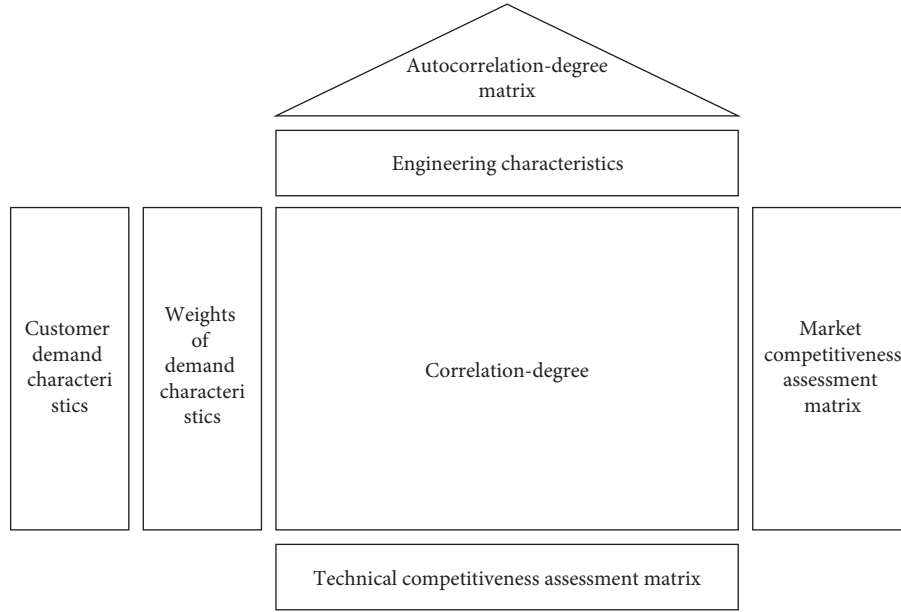 Autocorrelation-degree
matrix
Engineering characteristics
Customer
demand
characteri
stics
Weights
of
demand
characteri
stics
Correlation-degree
Market
competitiveness
assessment
matrix
Technical competitiveness assessment matrix